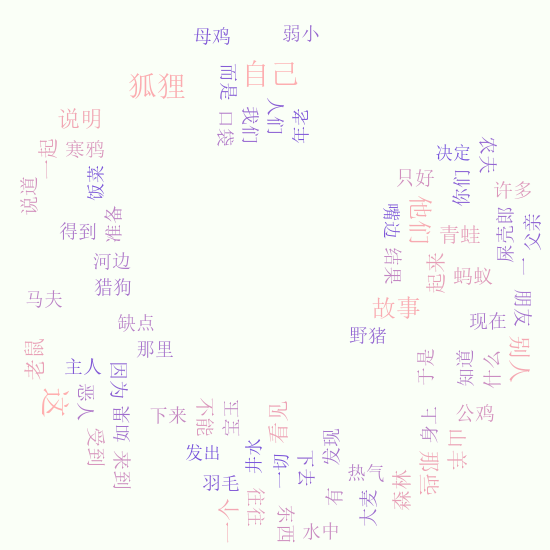 母鸡
弱小
狐狸
自己
而是
口袋
我们
人们
老牛
说明
一起
寒鸦
饭菜
说道
准备
得到
河边
猎狗
马夫
缺点
那里
老鼠
主人
因为
这
恶人
如果
受到
来到
下来
不能
宝玉
看见
发出
井水
一切
下去
发现
羽毛
一个
往往
东西
水中
有
热气
大麦
森林
那些
山羊
身上
公鸡
于是
知道
什么
别人
现在
朋友
野猪
故事
蚂蚁
起来
结果
青蛙
嘴边
他们
只好
决定
你们
农夫
许多
屎壳郎
父亲
一